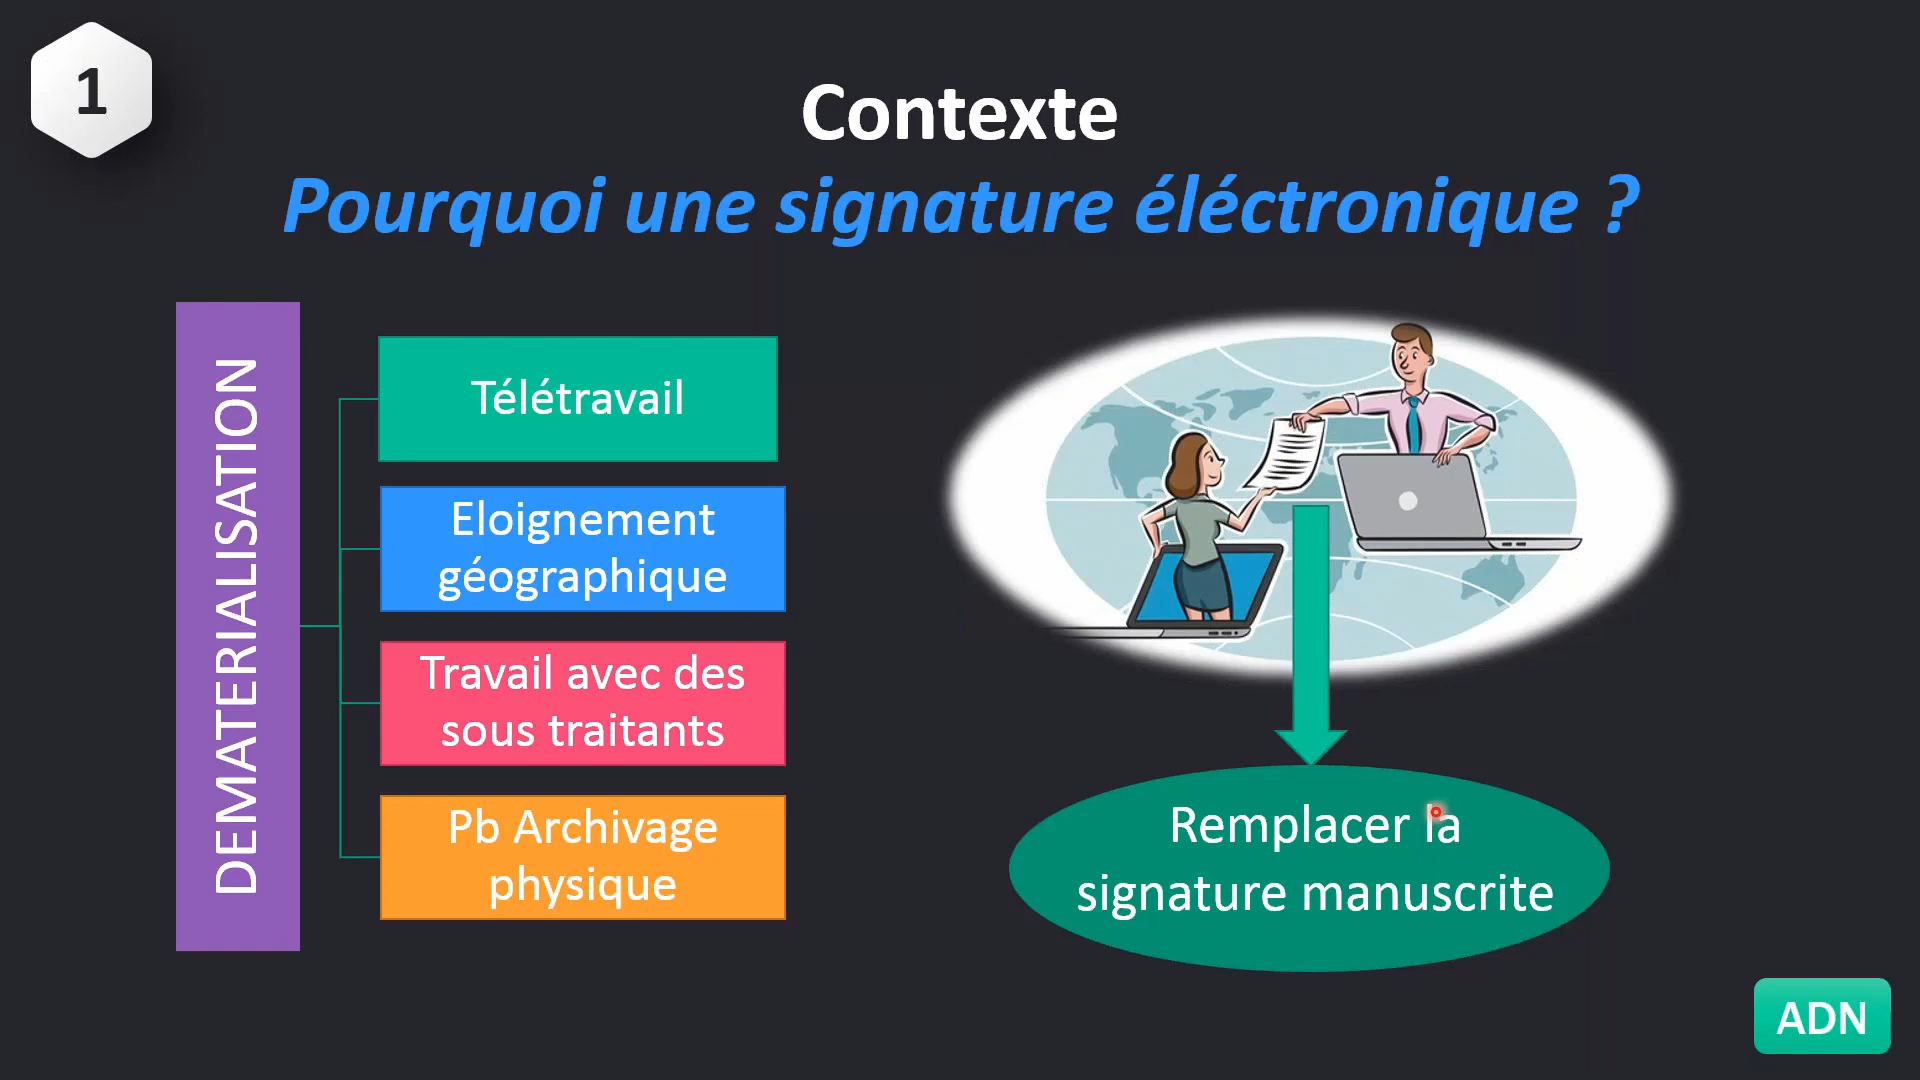 1
Contexte
Pourquoi une signature éléctronique ?
DEMATERIALISATION
Télétravail
Eloignement
géographique
Travail avec des
sous traitants
Pb Archivage
physique
Remplacer la
signature manuscrite
ADN